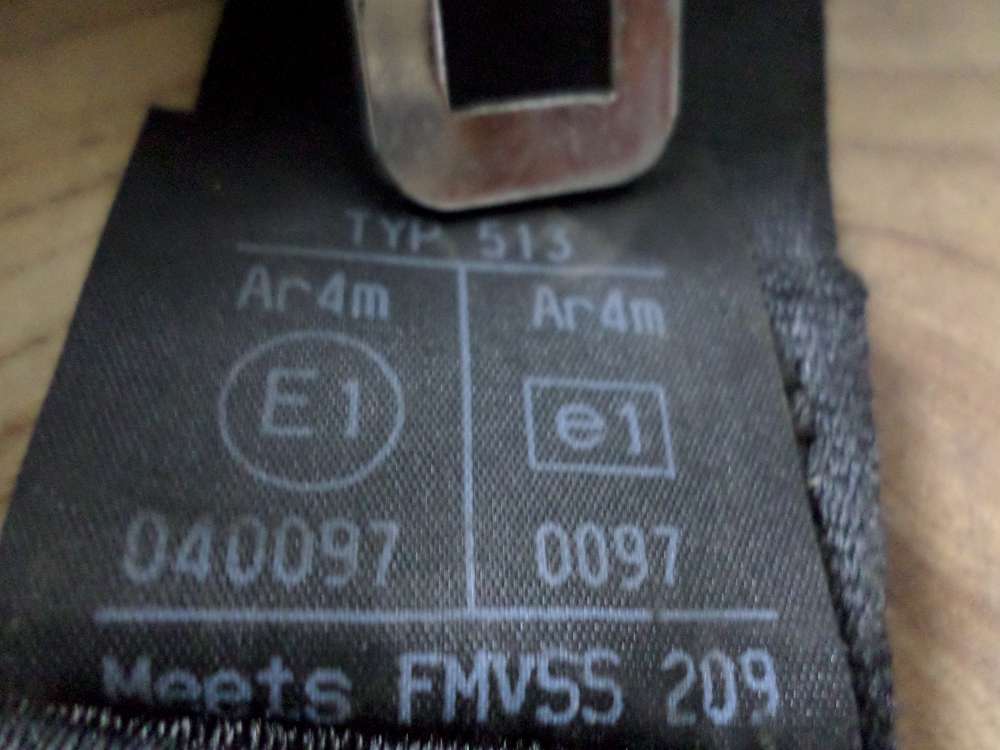 TYP 513
Ar4m Ar4m
E1 e1
040097 0097
Meets FMVSS 209